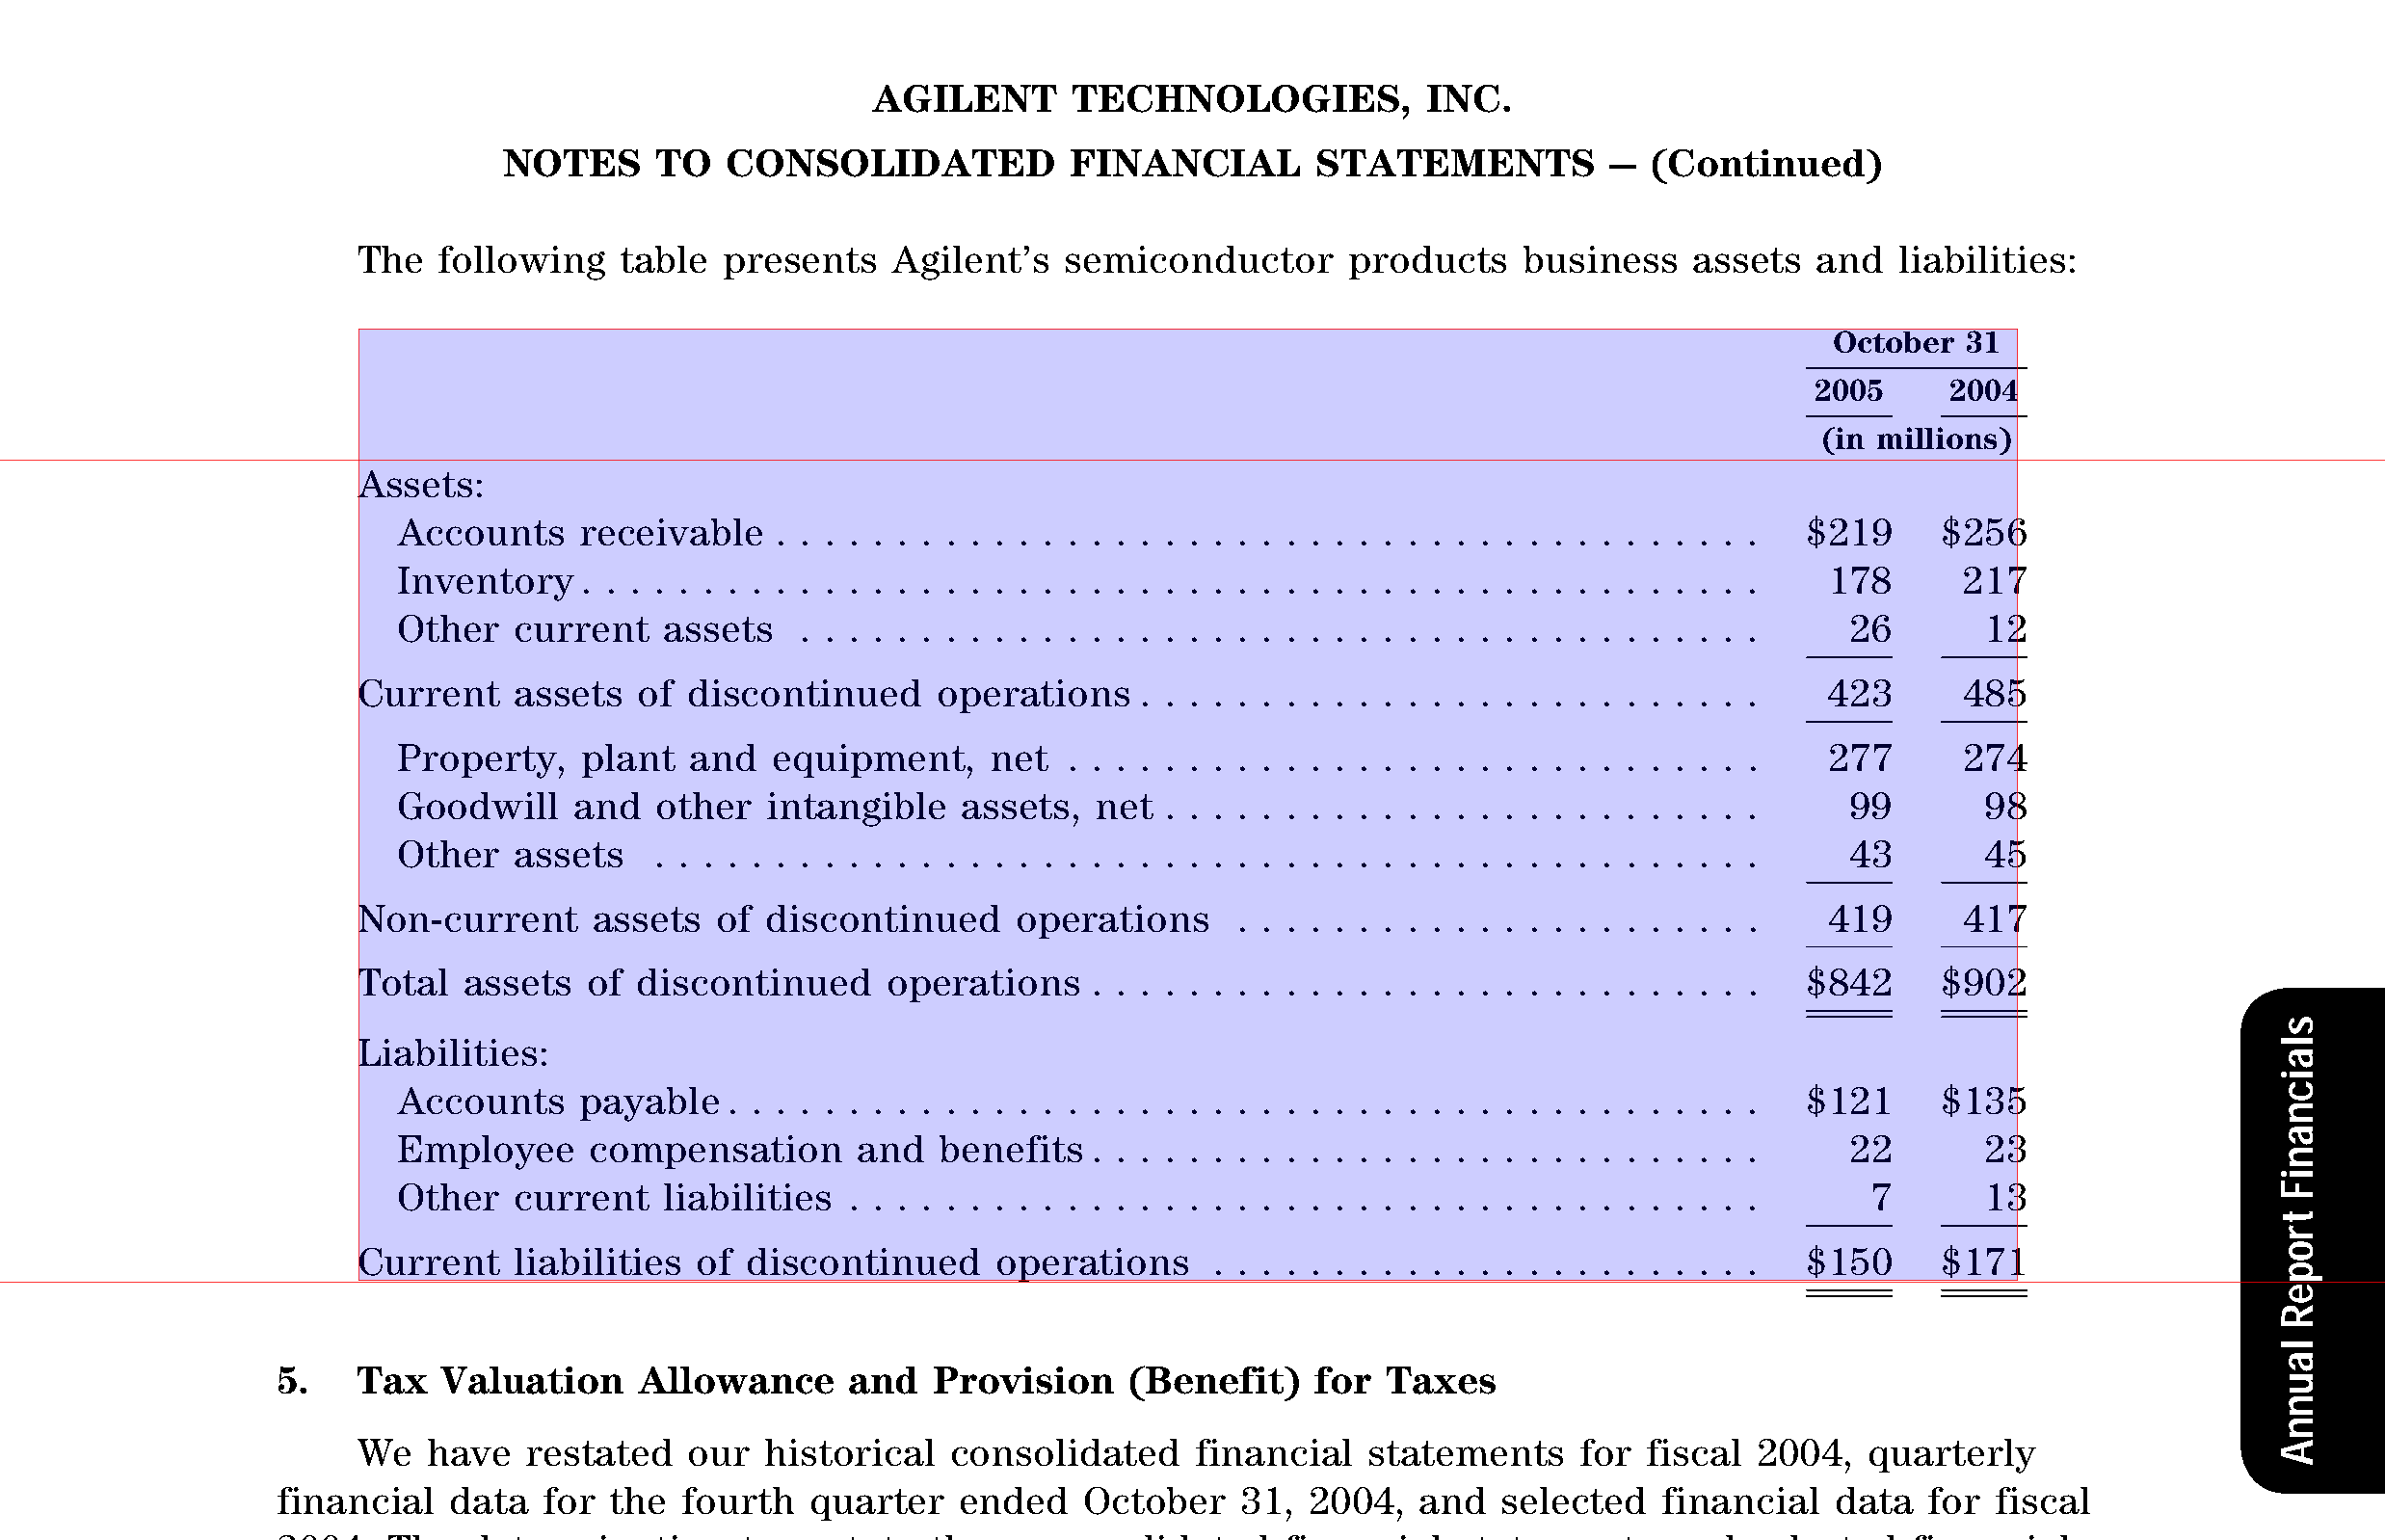 AGILENT TECHNOLOGIES, INC.
NOTES TO CONSOLIDATED FINANCIAL STATEMENTS — (Continued)
The following table presents Agilent's semiconductor products business assets and liabilities:
October 31
2005 2004
(in millions)
Assets:
Accounts receivable . . . . . . . . . . . . . . . . . . . . . . . . . . . . . . . . . . . . . . . . . $219 $256
Inventory . . . . . . . . . . . . . . . . . . . . . . . . . . . . . . . . . . . . . . . . . . . . . . . . . 178 217
Other current assets . . . . . . . . . . . . . . . . . . . . . . . . . . . . . . . . . . . . . . . . 26 12
Current assets of discontinued operations . . . . . . . . . . . . . . . . . . . . . . . . . . 423 485
Property, plant and equipment, net . . . . . . . . . . . . . . . . . . . . . . . . . . . . . 277 274
Goodwill and other intangible assets, net . . . . . . . . . . . . . . . . . . . . . . . . . 99 98
Other assets . . . . . . . . . . . . . . . . . . . . . . . . . . . . . . . . . . . . . . . . . . . . . . 43 45
Non-current assets of discontinued operations . . . . . . . . . . . . . . . . . . . . . . 419 417
Total assets of discontinued operations . . . . . . . . . . . . . . . . . . . . . . . . . . . . $842 $902
Liabilities:
Accounts payable . . . . . . . . . . . . . . . . . . . . . . . . . . . . . . . . . . . . . . . . . . . $121 $135
Employee compensation and benefits . . . . . . . . . . . . . . . . . . . . . . . . . . . . 22 23
Other current liabilities . . . . . . . . . . . . . . . . . . . . . . . . . . . . . . . . . . . . . . 7 13
Current liabilities of discontinued operations . . . . . . . . . . . . . . . . . . . . . . . $150 $171
Annual Report Financials
5. Tax Valuation Allowance and Provision (Benefit) for Taxes
We have restated our historical consolidated financial statements for fiscal 2004, quarterly
financial data for the fourth quarter ended October 31, 2004, and selected financial data for fiscal